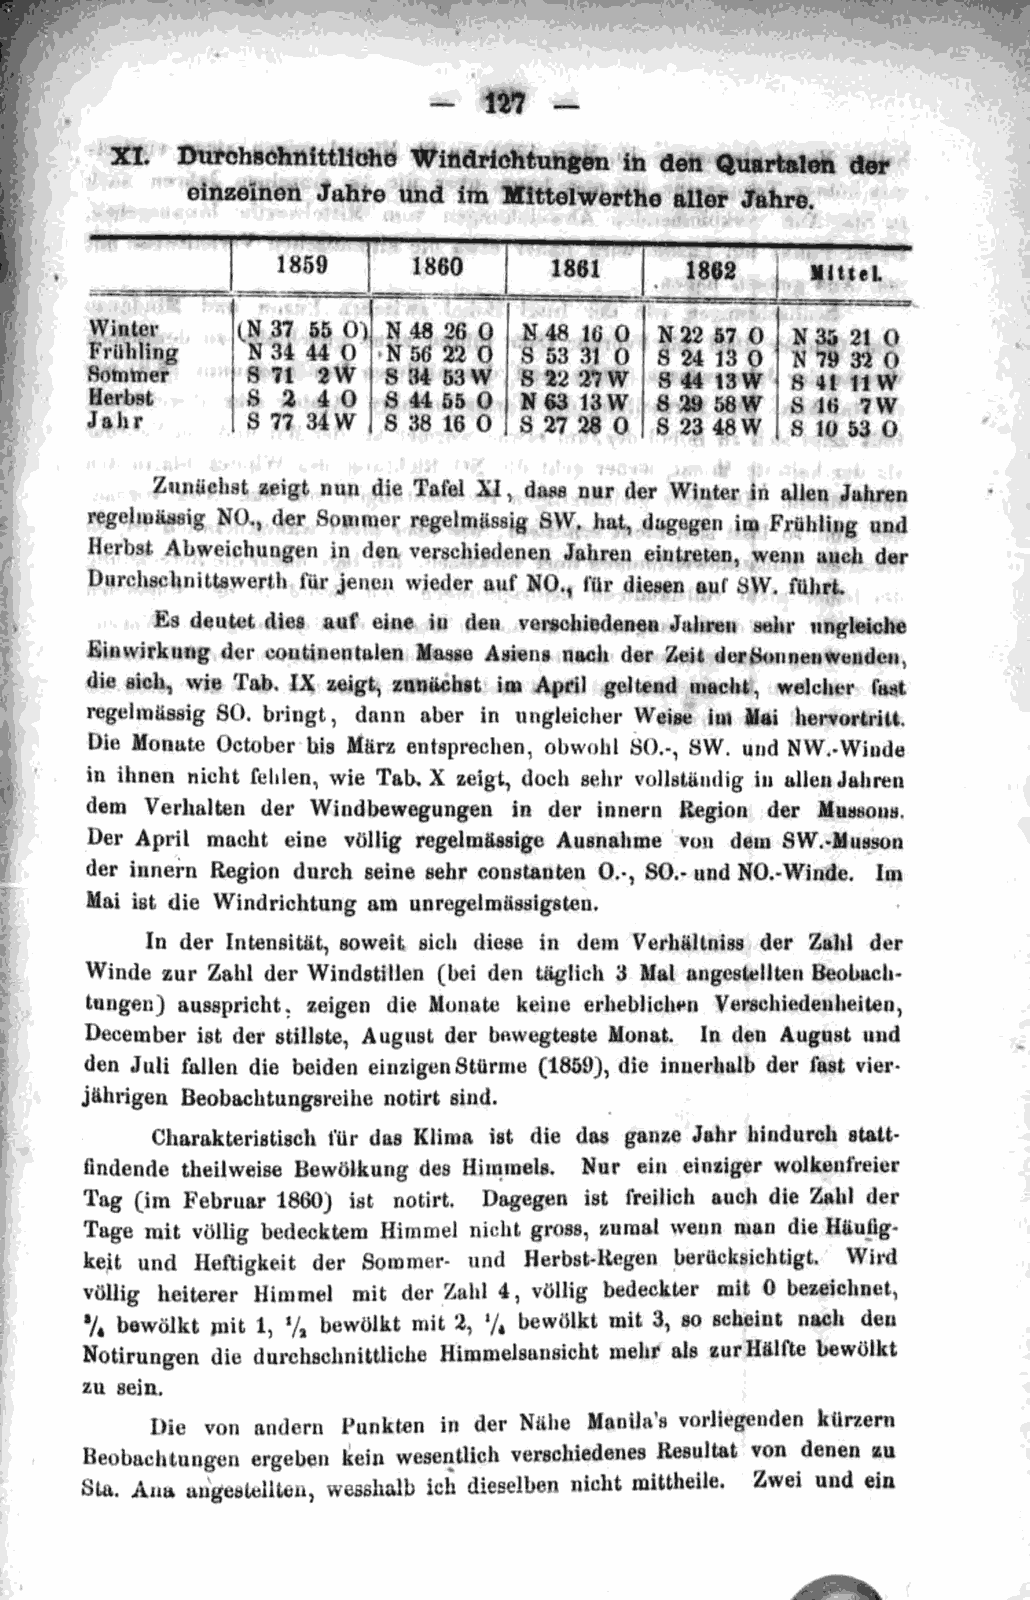 — 127 —
XI. Durchschnittliche Windrichtungen in den Quartalen der
einzelnen Jahre und im Mittelwerthe aller Jahre.
1859 1860 1861 1862 Mittel.
Winter (N 37 55 O) N 48 26 O N 48 16 O N 22 57 O N 35 21 O
Frühling N 34 44 O N 56 22 O S 53 31 O S 24 13 O N 79 32 O
Sommer S 71 2 W S 34 53 W S 22 27 W S 44 13 W S 41 11 W
Herbst S 2 4 O S 44 55 O N 63 13 W S 29 58 W S 16 7 W
Jahr S 77 34 W S 38 16 O S 27 28 O S 23 48 W S 10 53 O
Zunächst zeigt nun die Tafel XI, dass nur der Winter in allen Jahren
regelmässig NO., der Sommer regelmässig SW. hat, dagegen im Frühling und
Herbst Abweichungen in den verschiedenen Jahren eintreten, wenn auch der
Durchschnittswerth für jenen wieder auf NO., für diesen auf SW. führt.
Es deutet dies auf eine in den verschiedenen Jahren sehr ungleiche
Einwirkung der continentalen Masse Asiens nach der Zeit der Sonnenwenden,
die sich, wie Tab. IX zeigt, zunächst im April geltend macht, welcher fast
regelmässig SO. bringt, dann aber in ungleicher Weise im Mai hervortritt.
Die Monate October bis März entsprechen, obwohl SO.-, SW. und NW.-Winde
in ihnen nicht fehlen, wie Tab. X zeigt, doch sehr vollständig in allen Jahren
dem Verhalten der Windbewegungen in der innern Region der Mussons.
Der April macht eine völlig regelmässige Ausnahme von dem SW.-Musson
der innern Region durch seine sehr constanten O.-, SO.- und NO.-Winde. Im
Mai ist die Windrichtung am unregelmässigsten.
In der Intensität, soweit sich diese in dem Verhältniss der Zahl der
Winde zur Zahl der Windstillen (bei den täglich 3 Mal angestellten Beobach-
tungen) ausspricht, zeigen die Monate keine erheblichen Verschiedenheiten,
December ist der stillste, August der bewegteste Monat. In den August und
den Juli fallen die beiden einzigen Stürme (1859), die innerhalb der fast vier-
jährigen Beobachtungsreihe notirt sind.
Charakteristisch für das Klima ist die das ganze Jahr hindurch statt-
findende theilweise Bewölkung des Himmels. Nur ein einziger wolkenfreier
Tag (im Februar 1860) ist notirt. Dagegen ist freilich auch die Zahl der
Tage mit völlig bedecktem Himmel nicht gross, zumal wenn man die Häufig-
keit und Heftigkeit der Sommer- und Herbst-Regen berücksichtigt. Wird
völlig heiterer Himmel mit der Zahl 4, völlig bedeckter mit 0 bezeichnet,
³/₄ bewölkt mit 1, ¹/₂ bewölkt mit 2, ¹/₄ bewölkt mit 3, so scheint nach den
Notirungen die durchschnittliche Himmelsansicht mehr als zur Hälfte bewölkt
zu sein.
Die von andern Punkten in der Nähe Manila's vorliegenden kürzern
Beobachtungen ergeben kein wesentlich verschiedenes Resultat von denen zu
Sta. Ana angestellten, wesshalb ich dieselben nicht mittheile. Zwei und ein